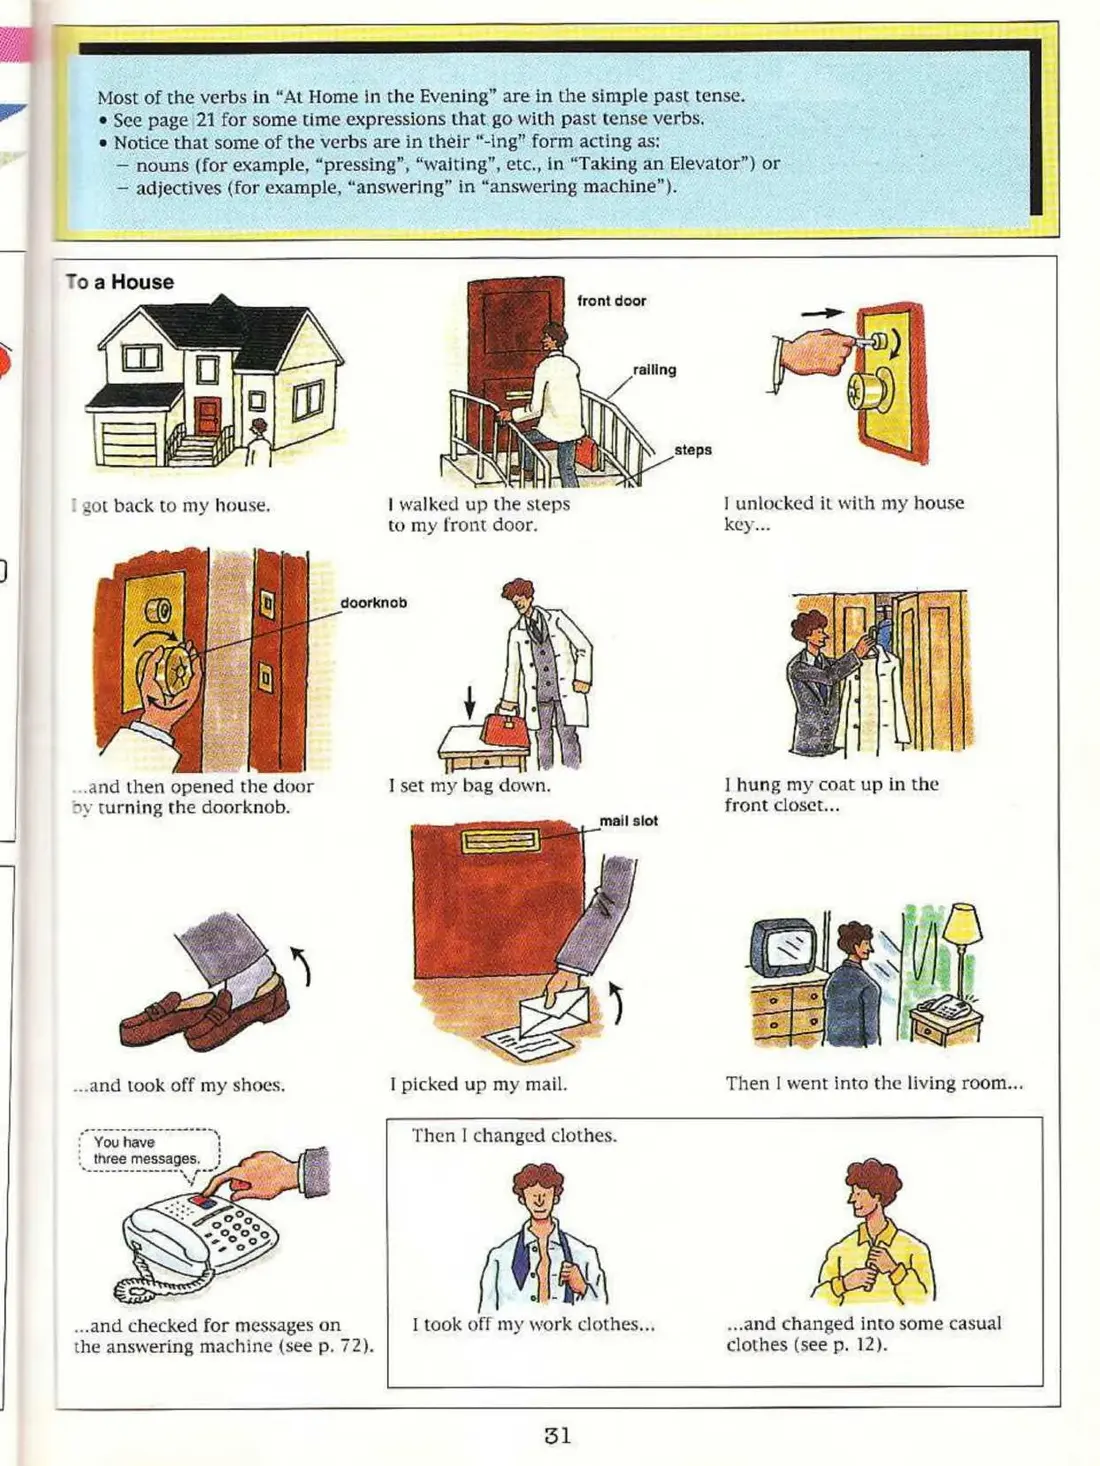 Most of the verbs in “At Home in the Evening” are in the simple past tense.
• See page 21 for some time expressions that go with past tense verbs.
• Notice that some of the verbs are in their “-ing” form acting as:
– nouns (for example, “pressing”, “waiting”, etc., in “Taking an Elevator”) or
– adjectives (for example, “answering” in “answering machine”).
To a House
front door
railing
steps
I got back to my house.
I walked up the steps
to my front door.
I unlocked it with my house
key...
doorknob
...and then opened the door
by turning the doorknob.
I set my bag down.
I hung my coat up in the
front closet...
mail slot
...and took off my shoes.
I picked up my mail.
Then I went into the living room...
You have
three messages.
...and checked for messages on
the answering machine (see p. 72).
Then I changed clothes.
I took off my work clothes...
...and changed into some casual
clothes (see p. 12).
31